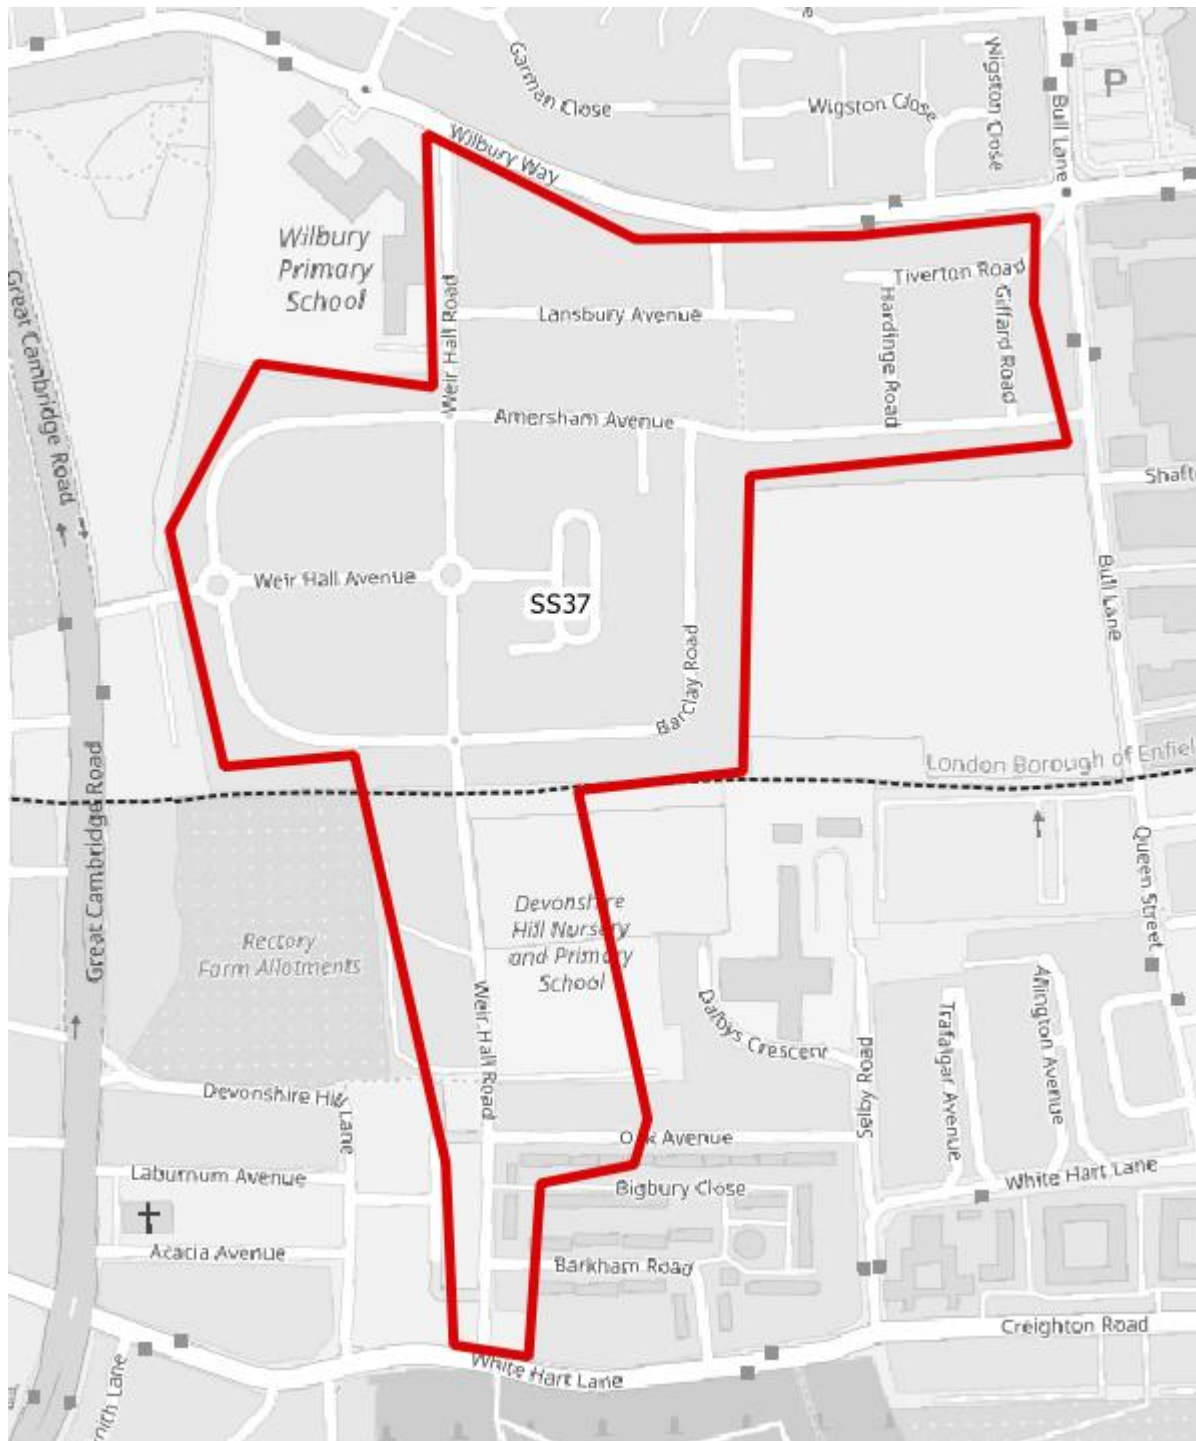 Garman Close
Wigston Close
Wigston Close
Bull Lane
P
Wilbury Way
Wilbury
Primary
School
Great Cambridge Road
Weir Hall Road
Lansbury Avenue
Tiverton Road
Hardinge Road
Giffard Road
Amersham Avenue
Weir Hall Avenue
SS37
Barclay Road
Bull Lane
London Borough of Enfiel
Great Cambridge Road
Rectory
Farm Allotments
Devonshire
Hill Nursery
and Primary
School
Queen Street
Weir Hall Road
Dalbys Crescent
Selby Road
Trafalgar Avenue
Allington Avenue
Devonshire Hill Lane
Oak Avenue
White Hart Lane
Laburnum Avenue
Bigbury Close
Acacia Avenue
Barkham Road
Creighton Road
White Hart Lane